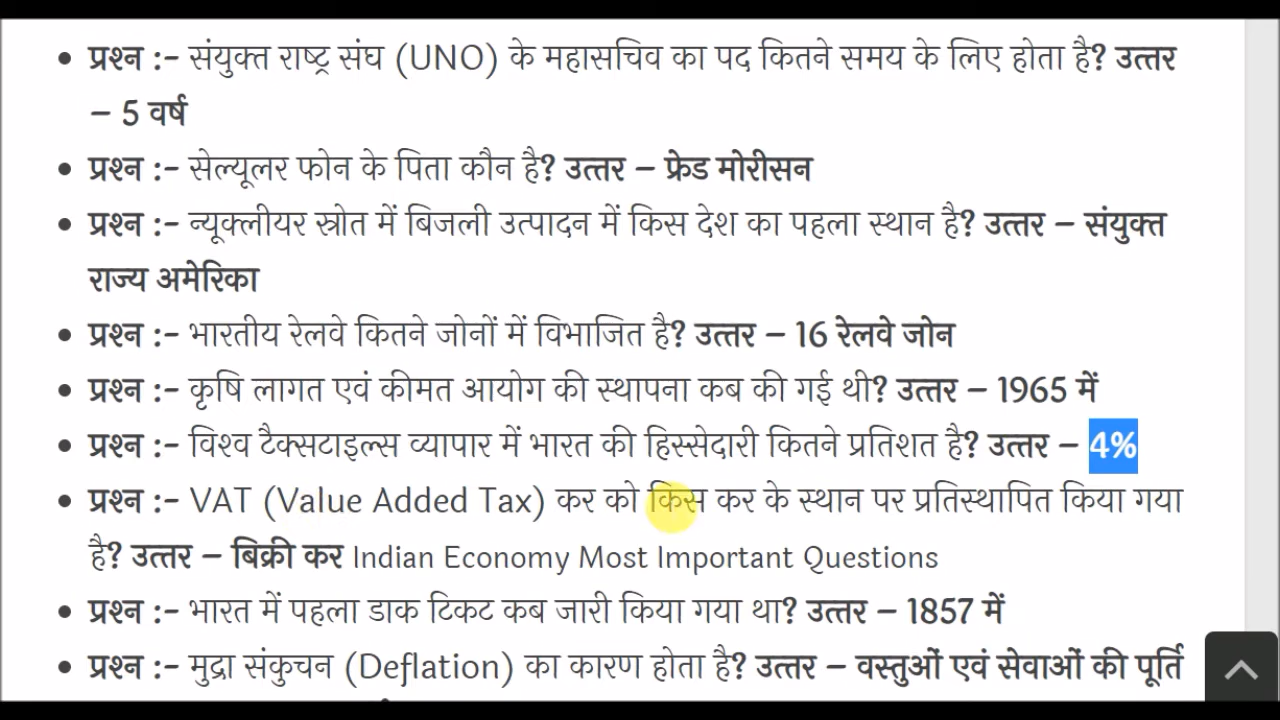 • प्रश्न :- संयुक्त राष्ट्र संघ (UNO) के महासचिव का पद कितने समय के लिए होता है? उत्तर
– 5 वर्ष
• प्रश्न :- सेल्यूलर फोन के पिता कौन है? उत्तर – फ्रेड मोरीसन
• प्रश्न :- न्यूक्लीयर स्रोत में बिजली उत्पादन में किस देश का पहला स्थान है? उत्तर – संयुक्त
राज्य अमेरिका
• प्रश्न :- भारतीय रेलवे कितने जोनों में विभाजित है? उत्तर – 16 रेलवे जोन
• प्रश्न :- कृषि लागत एवं कीमत आयोग की स्थापना कब की गई थी? उत्तर – 1965 में
• प्रश्न :- विश्व टैक्सटाइल्स व्यापार में भारत की हिस्सेदारी कितने प्रतिशत है? उत्तर – 4%
• प्रश्न :- VAT (Value Added Tax) कर को किस कर के स्थान पर प्रतिस्थापित किया गया
है? उत्तर – बिक्री कर Indian Economy Most Important Questions
• प्रश्न :- भारत में पहला डाक टिकट कब जारी किया गया था? उत्तर – 1857 में
• प्रश्न :- मुद्रा संकुचन (Deflation) का कारण होता है? उत्तर – वस्तुओं एवं सेवाओं की पूर्ति